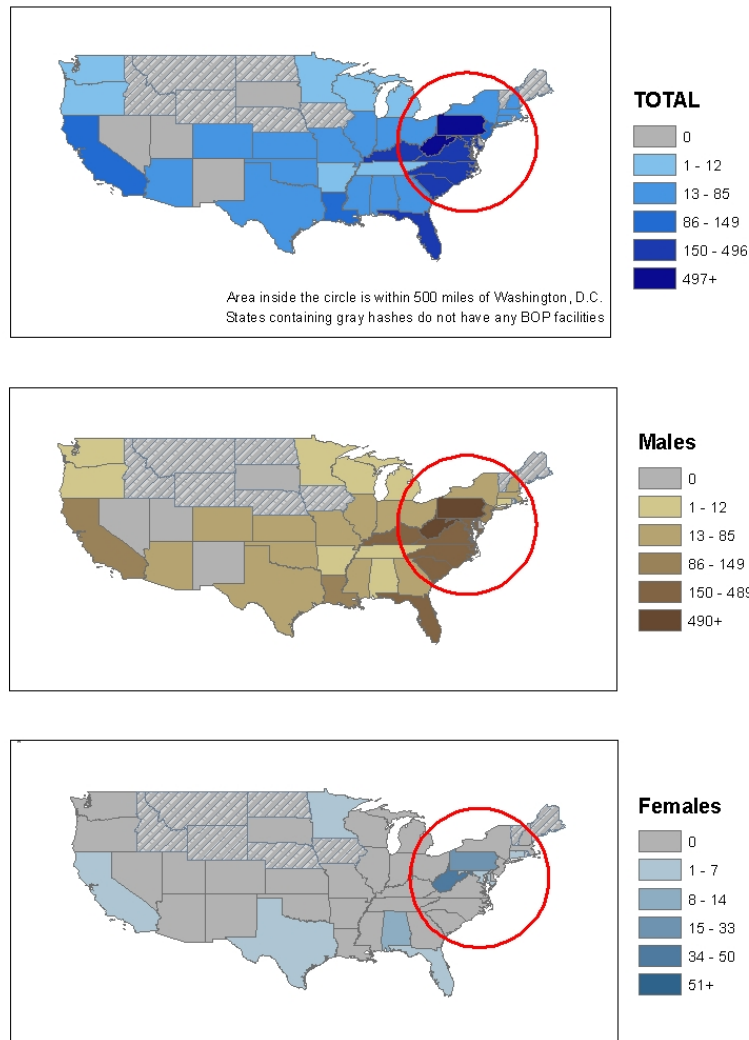 TOTAL
0
1 - 12
13 - 85
86 - 149
150 - 496
497+
Area inside the circle is within 500 miles of Washington, D.C.
States containing gray hashes do not have any BOP facilities
Males
0
1 - 12
13 - 85
86 - 149
150 - 489
490+
Females
0
1 - 7
8 - 14
15 - 33
34 - 50
51+